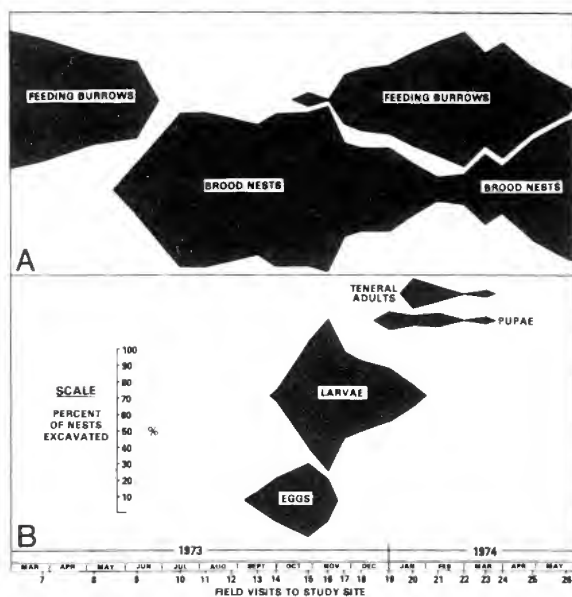 FEEDING BURROWS
FEEDING BURROWS
BROOD NESTS
BROOD NESTS
A
TENERAL
ADULTS
PUPAE
SCALE
PERCENT
OF NESTS
EXCAVATED
%
100
90
80
70
60
50
40
30
20
10
LARVAE
EGGS
B
1973 1974
MAR APR MAY JUN JUL AUG SEPT OCT NOV DEC JAN FEB MAR APR MAY
7 8 9 10 11 12 13 14 15 16 17 18 19 20 21 22 23 24 25 26
FIELD VISITS TO STUDY SITE